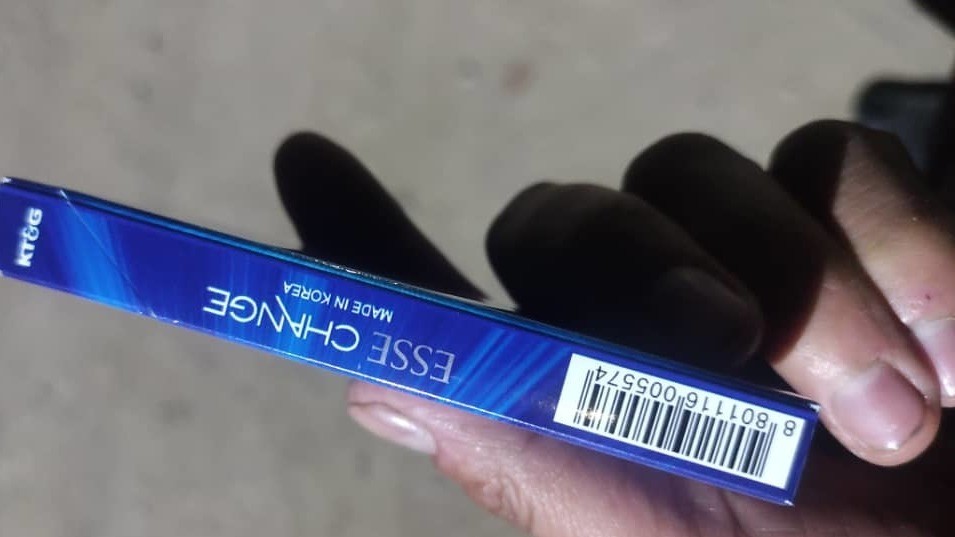 ESSE CHANGE
MADE IN KOREA
KT&G
8 801116 005574